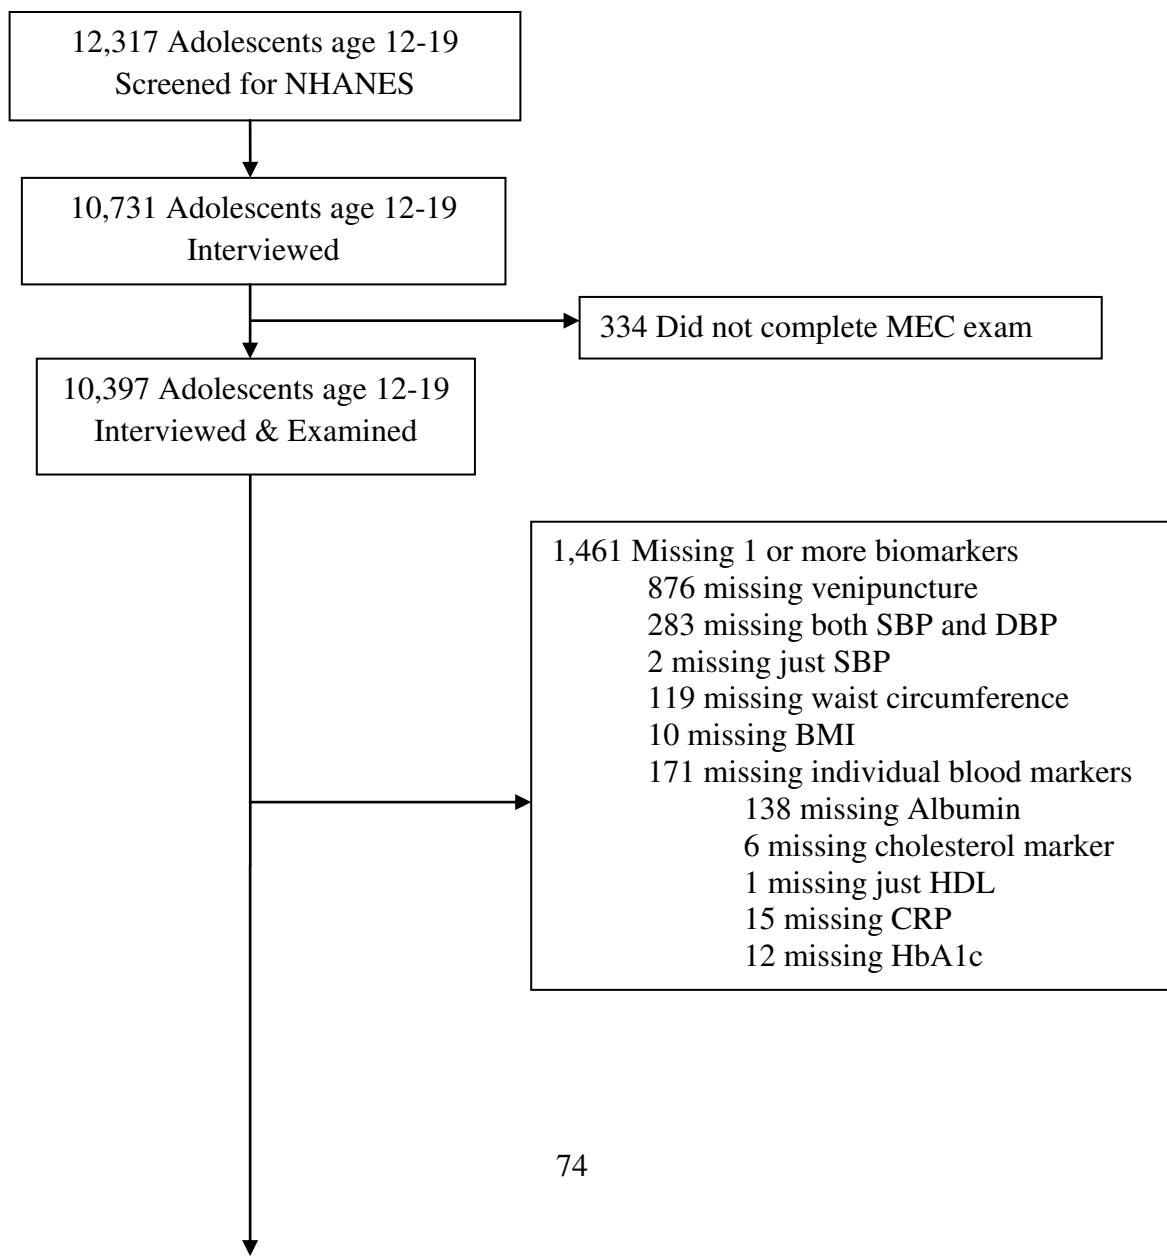 12,317 Adolescents age 12-19
Screened for NHANES
10,731 Adolescents age 12-19
Interviewed
334 Did not complete MEC exam
10,397 Adolescents age 12-19
Interviewed & Examined
1,461 Missing 1 or more biomarkers
876 missing venipuncture
283 missing both SBP and DBP
2 missing just SBP
119 missing waist circumference
10 missing BMI
171 missing individual blood markers
138 missing Albumin
6 missing cholesterol marker
1 missing just HDL
15 missing CRP
12 missing HbA1c
74